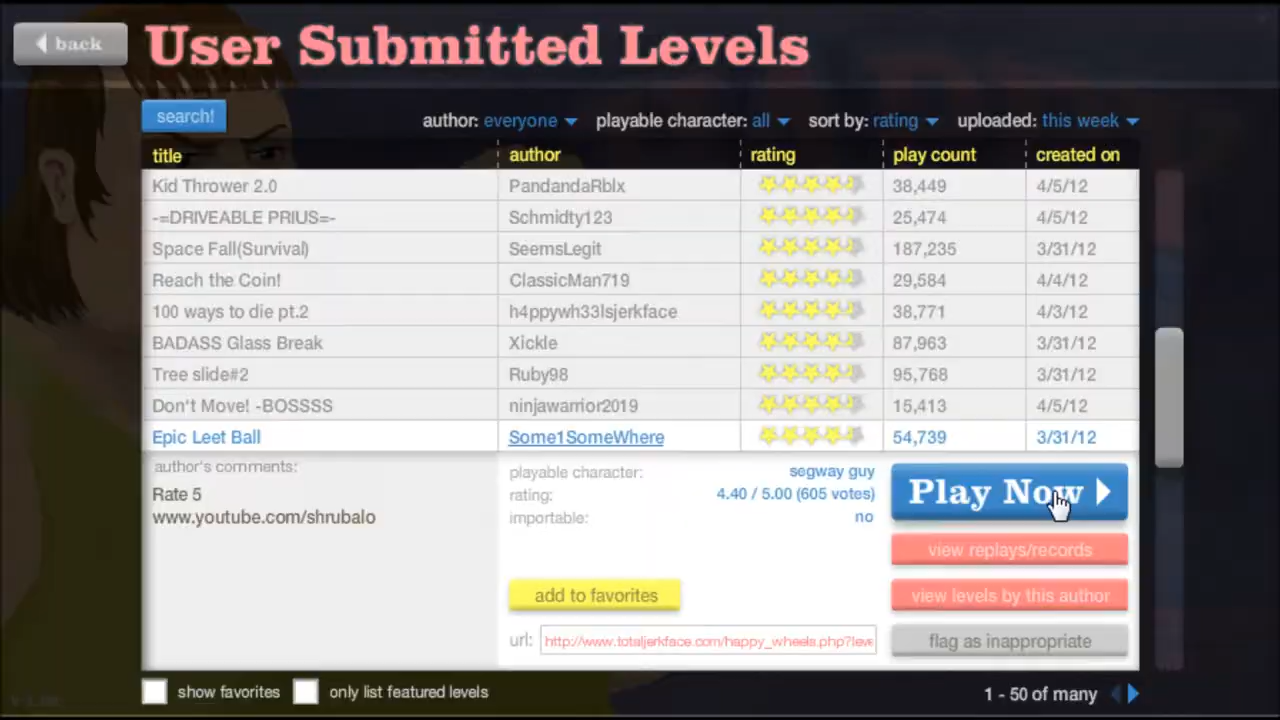 back
User Submitted Levels
search!
author: everyone playable character: all sort by: rating uploaded: this week
title author rating play count created on
Kid Thrower 2.0 PandandaRblx 38,449 4/5/12
-=DRIVEABLE PRIUS=- Schmidty123 25,474 4/5/12
Space Fall(Survival) SeemsLegit 187,235 3/31/12
Reach the Coin! ClassicMan719 29,584 4/4/12
100 ways to die pt.2 h4ppywh33lsjerkface 38,771 4/3/12
BADASS Glass Break Xickle 87,963 3/31/12
Tree slide#2 Ruby98 95,768 3/31/12
Don't Move! -BOSSSS ninjawarrior2019 15,413 4/5/12
Epic Leet Ball Some1SomeWhere 54,739 3/31/12
author's comments:
Rate 5
www.youtube.com/shrubalo
playable character: segway guy
rating: 4.40 / 5.00 (605 votes)
importable: no
add to favorites
url: http://www.totaljerkface.com/happy_wheels.php?leve
Play Now
view replays/records
view levels by this author
flag as inappropriate
show favorites only list featured levels 1 - 50 of many